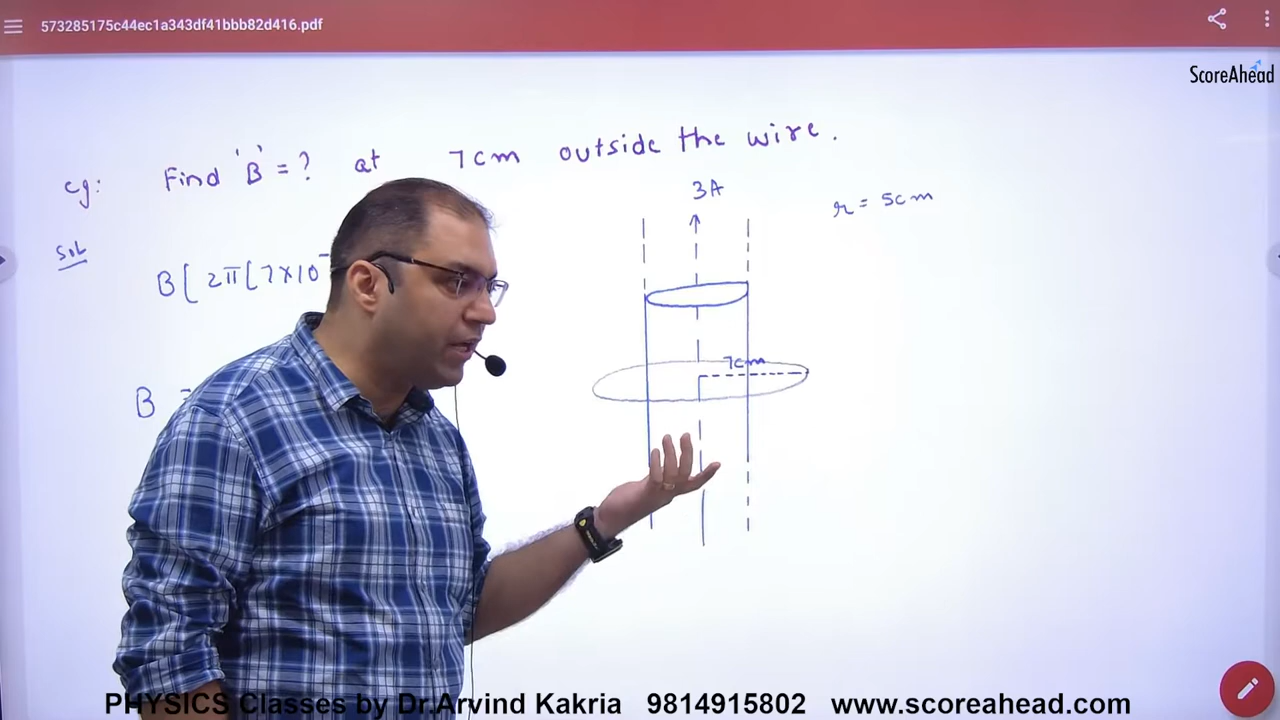 573285175c44ec1a343df41bbb82d416.pdf
ScoreAhead
eg: Find 'B' = ? at 7cm outside the wire.
3A
r = 5cm
Sol
B[2π[7×10⁻
7cm
B =
PHYSICS Classes by Dr.Arvind Kakria 9814915802 www.scoreahead.com